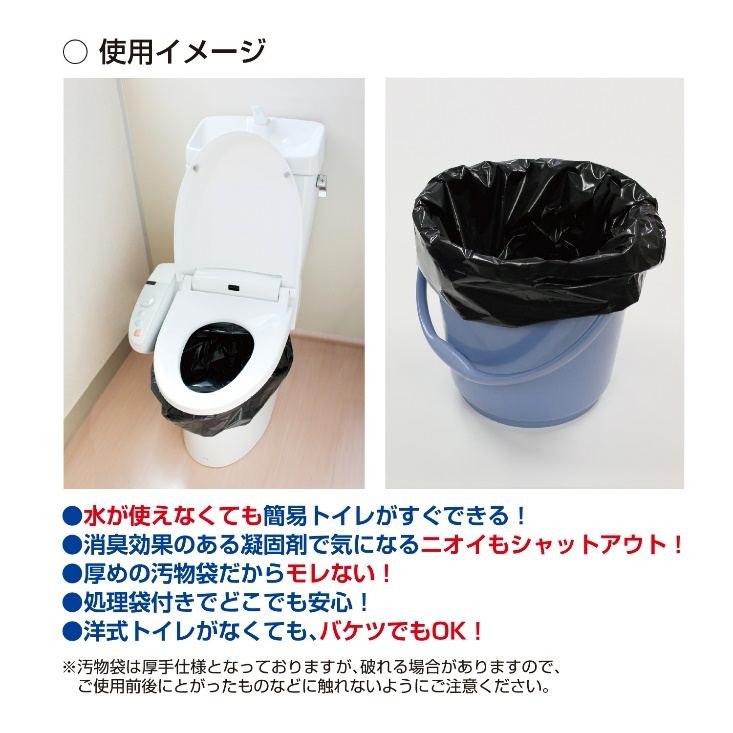 ○ 使用イメージ
●水が使えなくても簡易トイレがすぐできる！
●消臭効果のある凝固剤で気になるニオイもシャットアウト！
●厚めの汚物袋だからモレない！
●処理袋付きでどこでも安心！
●洋式トイレがなくても、バケツでもOK！
※汚物袋は厚手仕様となっておりますが、破れる場合がありますので、
ご使用前後にとがったものなどに触れないようにご注意ください。